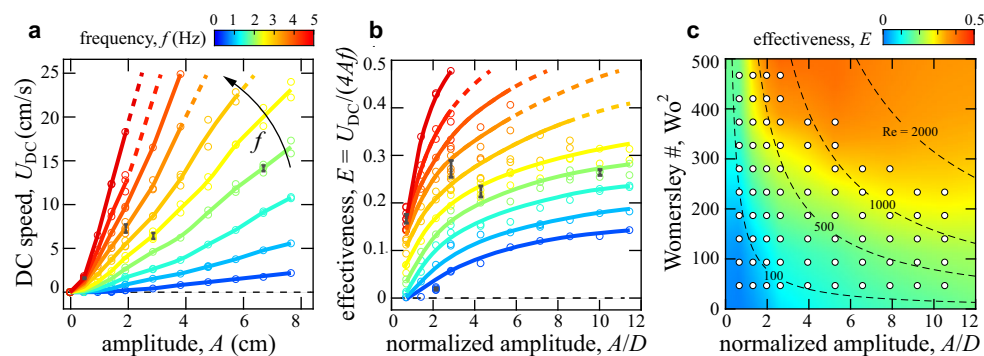 a
frequency, f (Hz)
0 1 2 3 4 5
DC speed, U_DC (cm/s)
25
20
15
10
5
0
f
0 2 4 6 8
amplitude, A (cm)
b
effectiveness, E = U_DC/(4Af)
0.5
0.4
0.3
0.2
0.1
0
0 2 4 6 8 10 12
normalized amplitude, A/D
c
effectiveness, E
0 0.5
Womersley #, Wo²
500
400
300
200
100
0
Re = 2000
1000
500
100
0 2 4 6 8 10 12
normalized amplitude, A/D